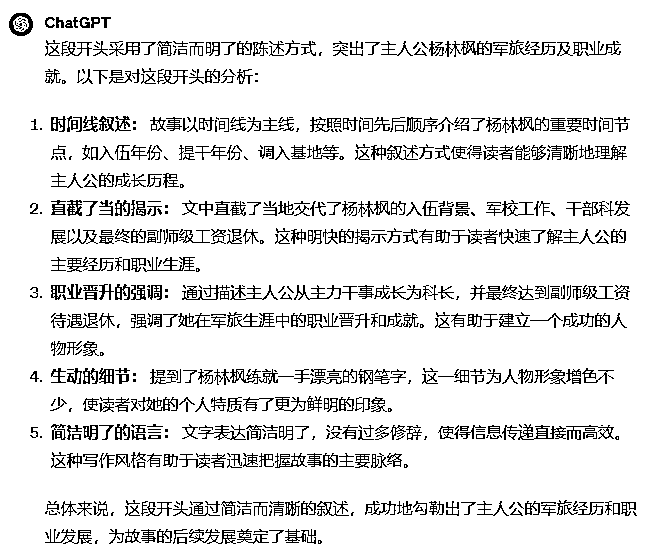 ChatGPT
这段开头采用了简洁而明了的陈述方式，突出了主人公杨林枫的军旅经历及职业成
就。以下是对这段开头的分析：
1. 时间线叙述： 故事以时间线为主线，按照时间先后顺序介绍了杨林枫的重要时间节
点，如入伍年份、提干年份、调入基地等。这种叙述方式使得读者能够清晰地理解
主人公的成长历程。
2. 直截了当的揭示： 文中直截了当地交代了杨林枫的入伍背景、军校工作、干部科发
展以及最终的副师级工资退休。这种明快的揭示方式有助于读者快速了解主人公的
主要经历和职业生涯。
3. 职业晋升的强调： 通过描述主人公从主力干事成长为科长，并最终达到副师级工资
待遇退休，强调了她在军旅生涯中的职业晋升和成就。这有助于建立一个成功的人
物形象。
4. 生动的细节： 提到了杨林枫练就一手漂亮的钢笔字，这一细节为人物形象增色不
少，使读者对她的个人特质有了更为鲜明的印象。
5. 简洁明了的语言： 文字表达简洁明了，没有过多修辞，使得信息传递直接而高效。
这种写作风格有助于读者迅速把握故事的主要脉络。
总体来说，这段开头通过简洁而清晰的叙述，成功地勾勒出了主人公的军旅经历和职
业发展，为故事的后续发展奠定了基础。